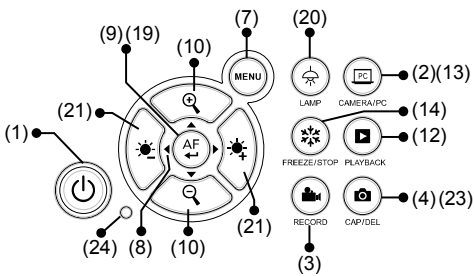 (9) (19)
(7)
(20)
(10)
MENU
PC
(2)(13)
LAMP
CAMERA/PC
(21)
(14)
(1)
AF
(12)
FREEZE/STOP
PLAYBACK
(4) (23)
(24)
(8)
(10)
(21)
RECORD
CAP/DEL
(3)